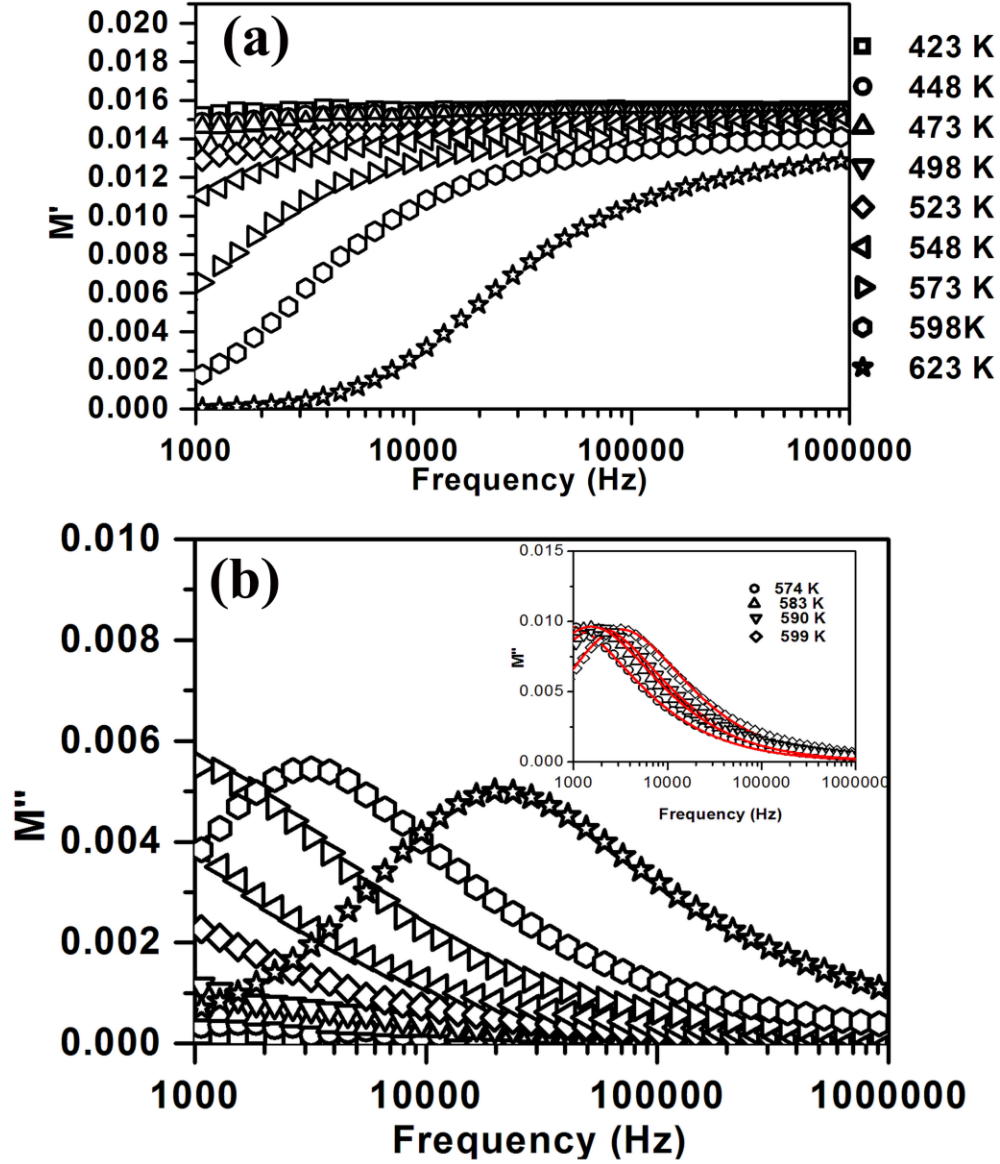 (a)
0.020
0.018
0.016
0.014
0.012
0.010
0.008
0.006
0.004
0.002
0.000
M'
1000 10000 100000 1000000
Frequency (Hz)
423 K
448 K
473 K
498 K
523 K
548 K
573 K
598K
623 K
(b)
0.010
0.008
0.006
0.004
0.002
0.000
M"
1000 10000 100000 1000000
Frequency (Hz)
0.015
0.010
0.005
0.000
M"
1000 10000 100000 1000000
Frequency (Hz)
574 K
583 K
590 K
599 K